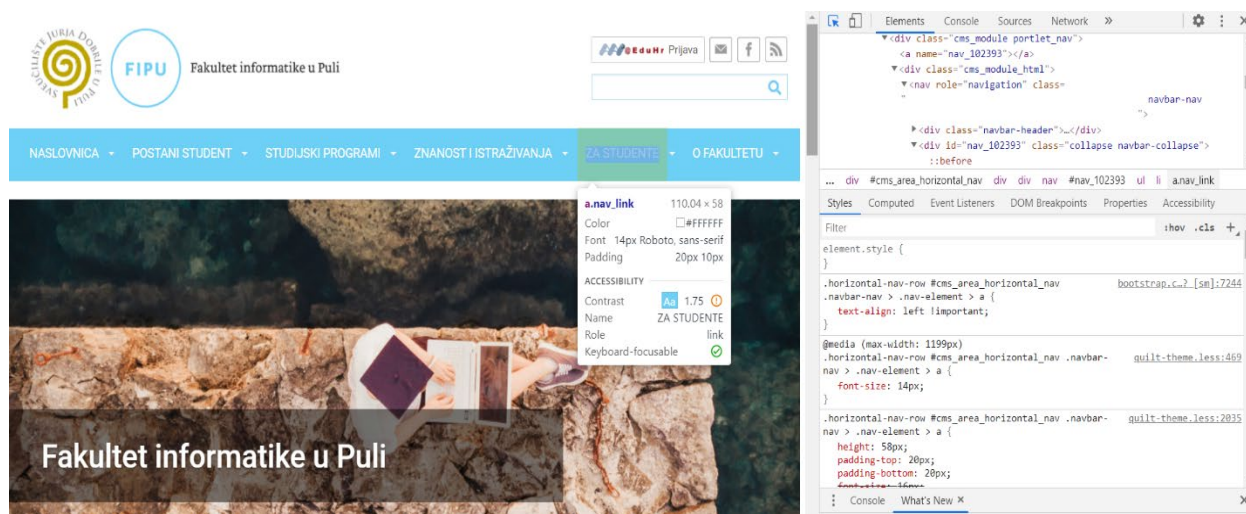 SVEUČILIŠTE JURJA DOBRILE U PULI
FIPU
Fakultet informatike u Puli
@EduHr Prijava
NASLOVNICA
POSTANI STUDENT
STUDIJSKI PROGRAMI
ZNANOST I ISTRAŽIVANJA
ZA STUDENTE
O FAKULTETU
a.nav_link 110.04 × 58
Color #FFFFFF
Font 14px Roboto, sans-serif
Padding 20px 10px
ACCESSIBILITY
Contrast Aa 1.75
Name ZA STUDENTE
Role link
Keyboard-focusable
Fakultet informatike u Puli
Elements Console Sources Network »
▼<div class="cms_module portlet_nav">
<a name="nav_102393"></a>
▼<div class="cms_module_html">
▼<nav role="navigation" class=
"
navbar-nav
">
▶<div class="navbar-header">…</div>
▼<div id="nav_102393" class="collapse navbar-collapse">
::before
... div #cms_area_horizontal_nav div div nav #nav_102393 ul li a.nav_link
Styles Computed Event Listeners DOM Breakpoints Properties Accessibility
Filter :hov .cls +
element.style {
}
.horizontal-nav-row #cms_area_horizontal_nav bootstrap.c…? [sm]:7244
.navbar-nav > .nav-element > a {
text-align: left !important;
}
@media (max-width: 1199px)
.horizontal-nav-row #cms_area_horizontal_nav .navbar- quilt-theme.less:469
nav > .nav-element > a {
font-size: 14px;
}
.horizontal-nav-row #cms_area_horizontal_nav .navbar- quilt-theme.less:2035
nav > .nav-element > a {
height: 58px;
padding-top: 20px;
padding-bottom: 20px;
font-size: 16px;
Console What's New ×